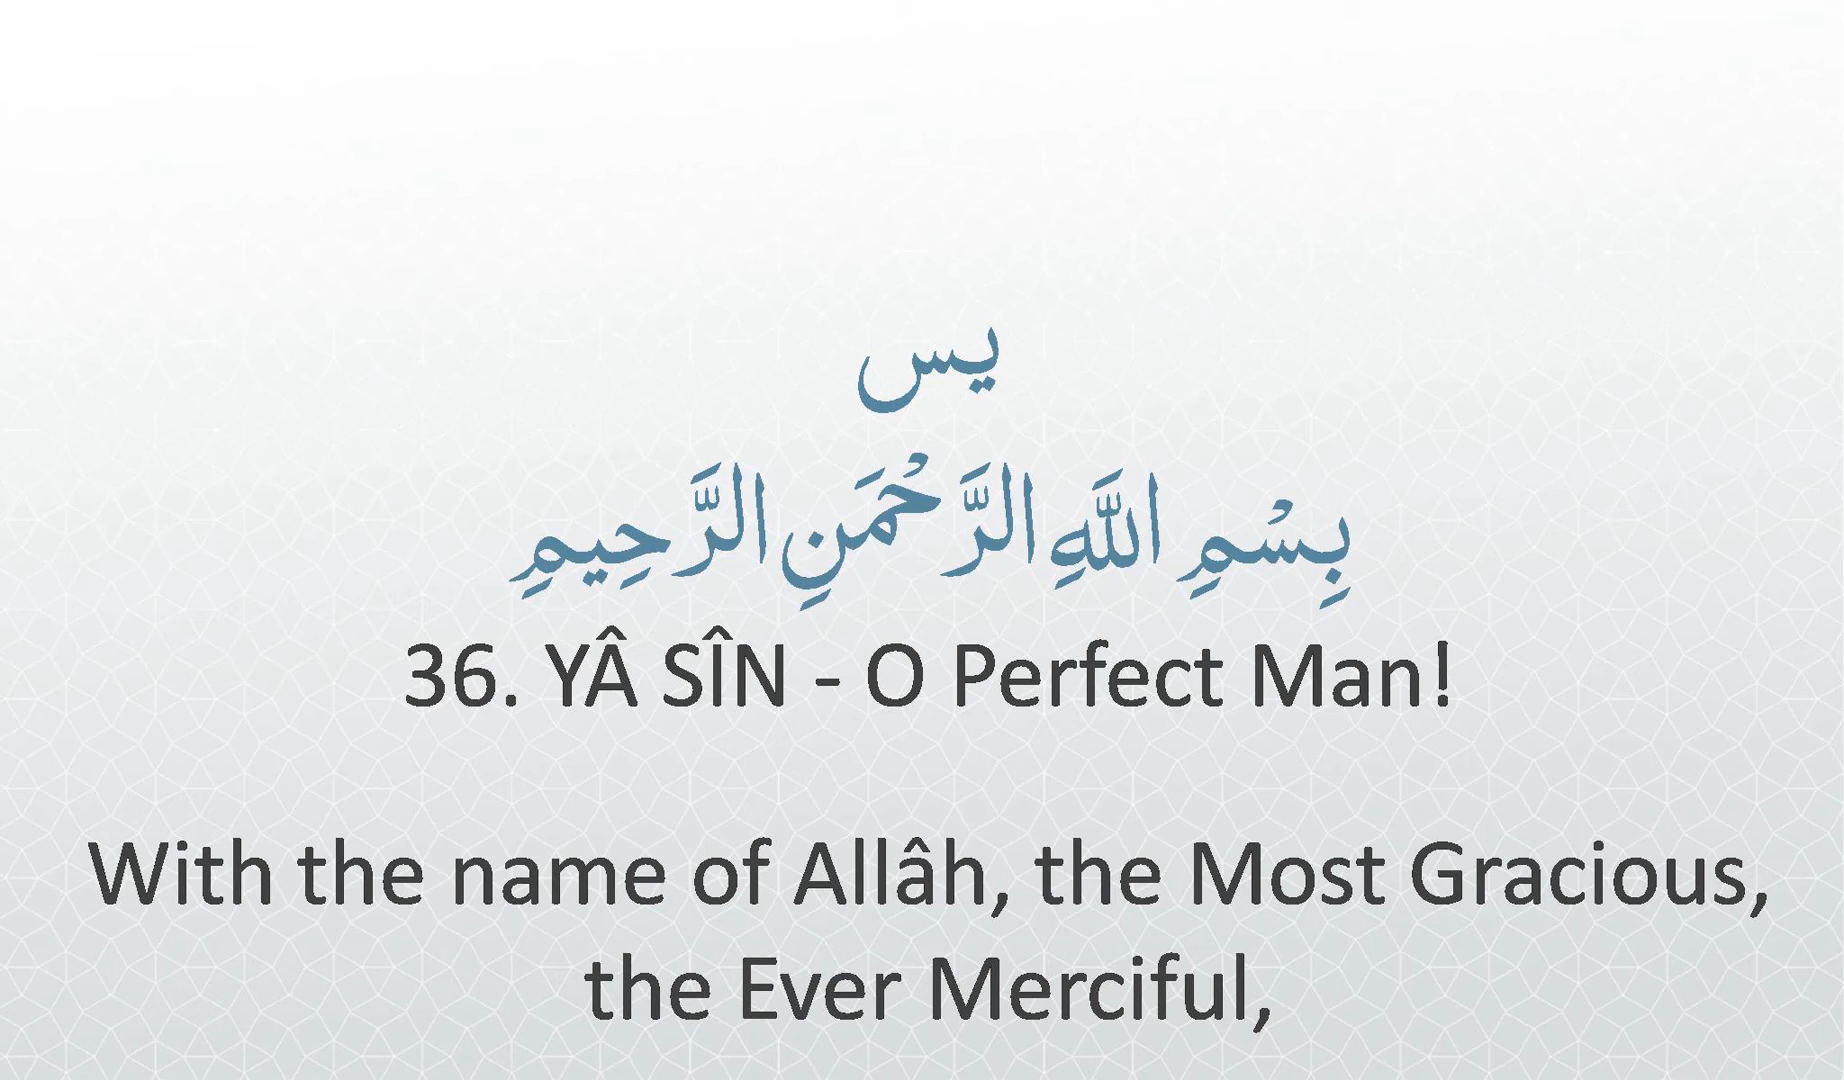 يس
بِسْمِ اللَّهِ الرَّحْمَنِ الرَّحِيمِ
36. YÂ SÎN - O Perfect Man!
With the name of Allâh, the Most Gracious,
the Ever Merciful,